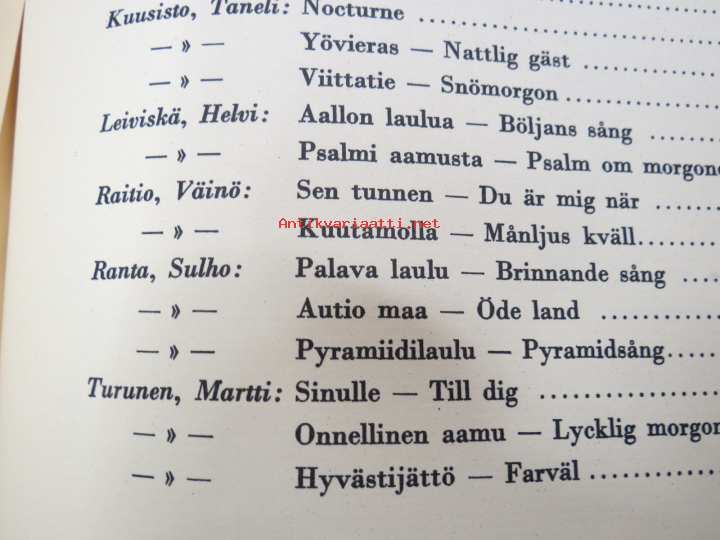 Kuusisto, Taneli: Nocturne ....................
— » — Yövieras — Nattlig gäst ..........
— » — Viittatie — Snömorgon ............
Leiviskä, Helvi: Aallon laulua — Böljans sång ......
— » — Psalmi aamusta — Psalm om
Raitio, Väinö: Sen tunnen — Du är mig när ......
Antikvariaatti.net
— » — Kuutamolla — Månljus kväll.......
Ranta, Sulho: Palava laulu — Brinnande sång ....
— » — Autio maa — Öde land ..........
— » — Pyramiidilaulu — Pyramidsång.....
Turunen, Martti: Sinulle — Till dig ...............
— » — Onnellinen aamu — Lycklig
— » — Hyvästijättö — Farväl ............